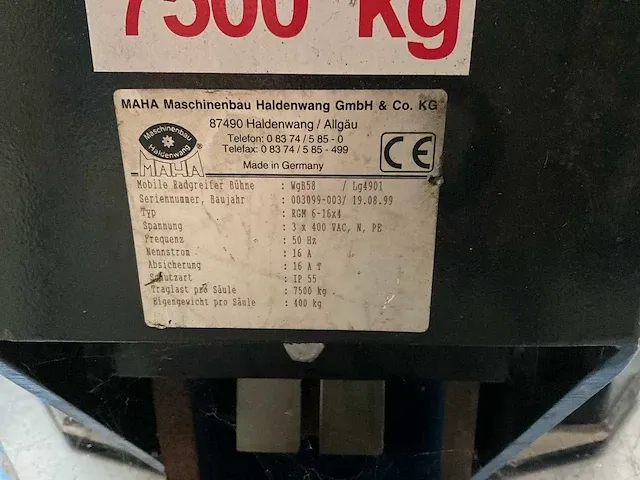 7500 kg
MAHA Maschinenbau Haldenwang GmbH & Co. KG
87490 Haldenwang / Allgäu
Telefon: 0 83 74 / 5 85 - 0
Telefax: 0 83 74 / 5 85 - 499
Made in Germany
Maschinenbau
Haldenwang
MAHA
CE
Mobile Radgreifer Bühne : WgB58 / Lg4901
Seriennummer, Baujahr : 003099-003/ 19.08.99
Typ : RGM 6-16x4
Spannung : 3 x 400 VAC, N, PE
Frequenz : 50 Hz
Nennstrom : 16 A
Absicherung : 16 A T
Schutzart : IP 55
Traglast pro Säule : 7500 kg
Eigengewicht pro Säule : 400 kg